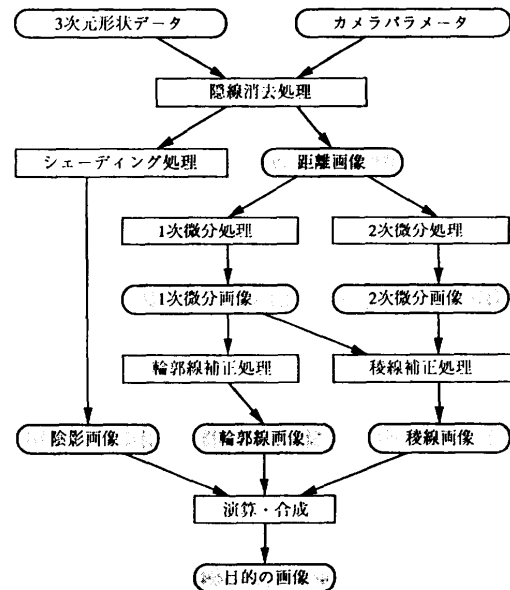 3次元形状データ
カメラパラメータ
隠線消去処理
シェーディング処理
距離画像
1次微分処理
2次微分処理
1次微分画像
2次微分画像
輪郭線補正処理
稜線補正処理
陰影画像
輪郭線画像
稜線画像
演算・合成
目的の画像